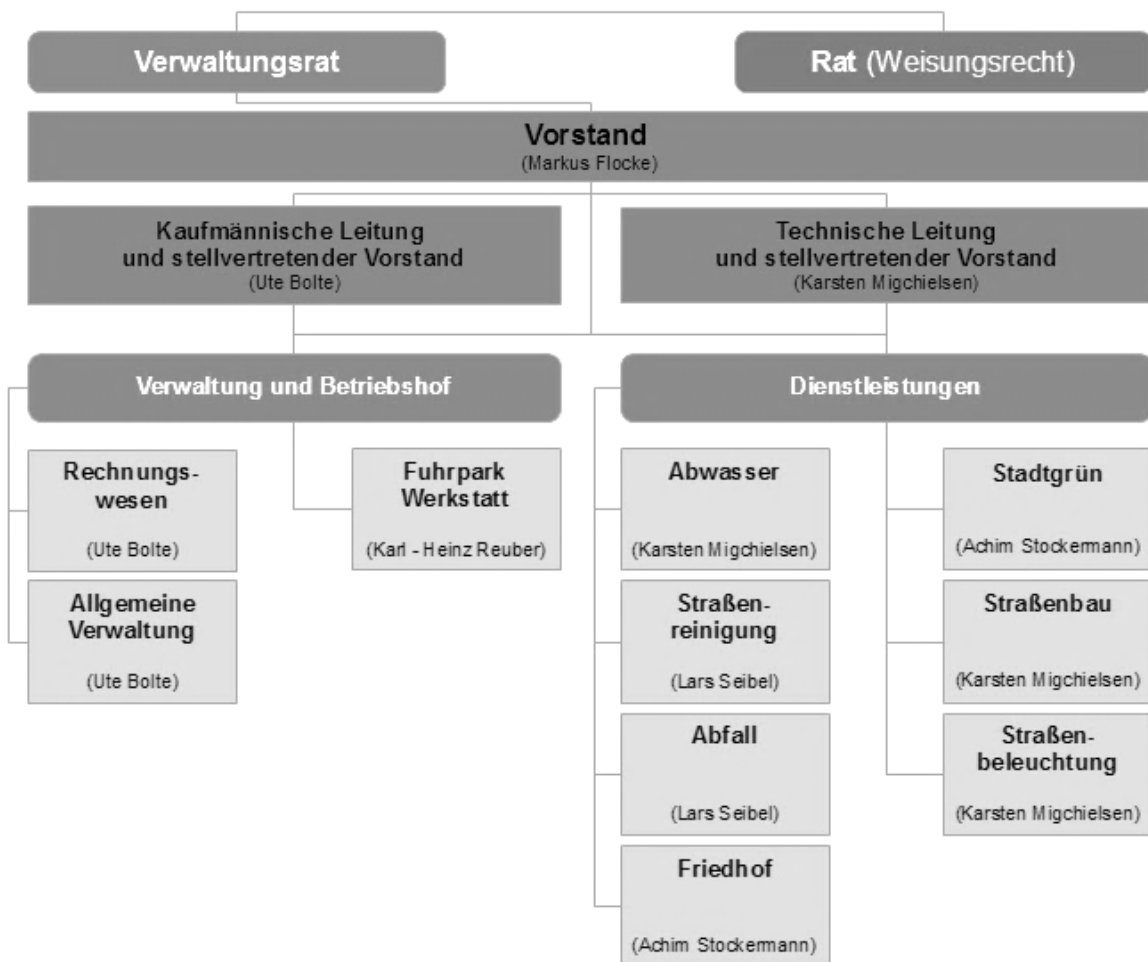 Verwaltungsrat
Rat (Weisungsrecht)
Vorstand
(Markus Flocke)
Kaufmännische Leitung
und stellvertretender Vorstand
(Ute Bolte)
Technische Leitung
und stellvertretender Vorstand
(Karsten Migchielsen)
Verwaltung und Betriebshof
Rechnungs-
wesen
(Ute Bolte)
Allgemeine
Verwaltung
(Ute Bolte)
Fuhrpark
Werkstatt
(Karl - Heinz Reuber)
Dienstleistungen
Abwasser
(Karsten Migchielsen)
Straßen-
reinigung
(Lars Seibel)
Abfall
(Lars Seibel)
Friedhof
(Achim Stockermann)
Stadtgrün
(Achim Stockermann)
Straßenbau
(Karsten Migchielsen)
Straßen-
beleuchtung
(Karsten Migchielsen)